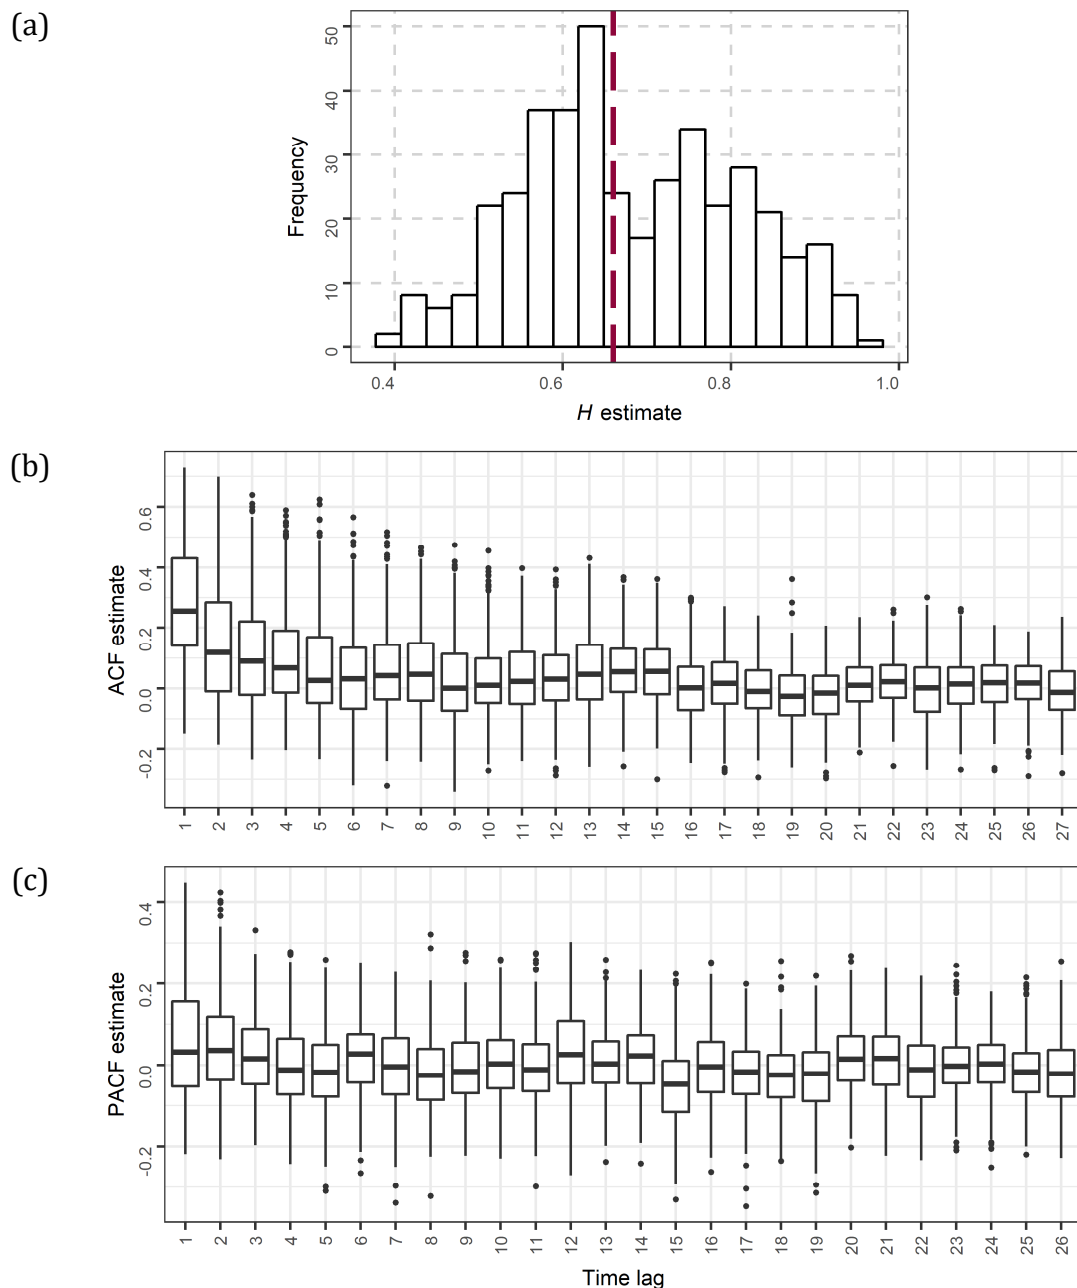 (a)
Frequency
50
40
30
20
10
0
0.4 0.6 0.8 1.0
H estimate
(b)
ACF estimate
0.6
0.4
0.2
0.0
-0.2
1 2 3 4 5 6 7 8 9 10 11 12 13 14 15 16 17 18 19 20 21 22 23 24 25 26 27
(c)
PACF estimate
0.4
0.2
0.0
-0.2
1 2 3 4 5 6 7 8 9 10 11 12 13 14 15 16 17 18 19 20 21 22 23 24 25 26
Time lag